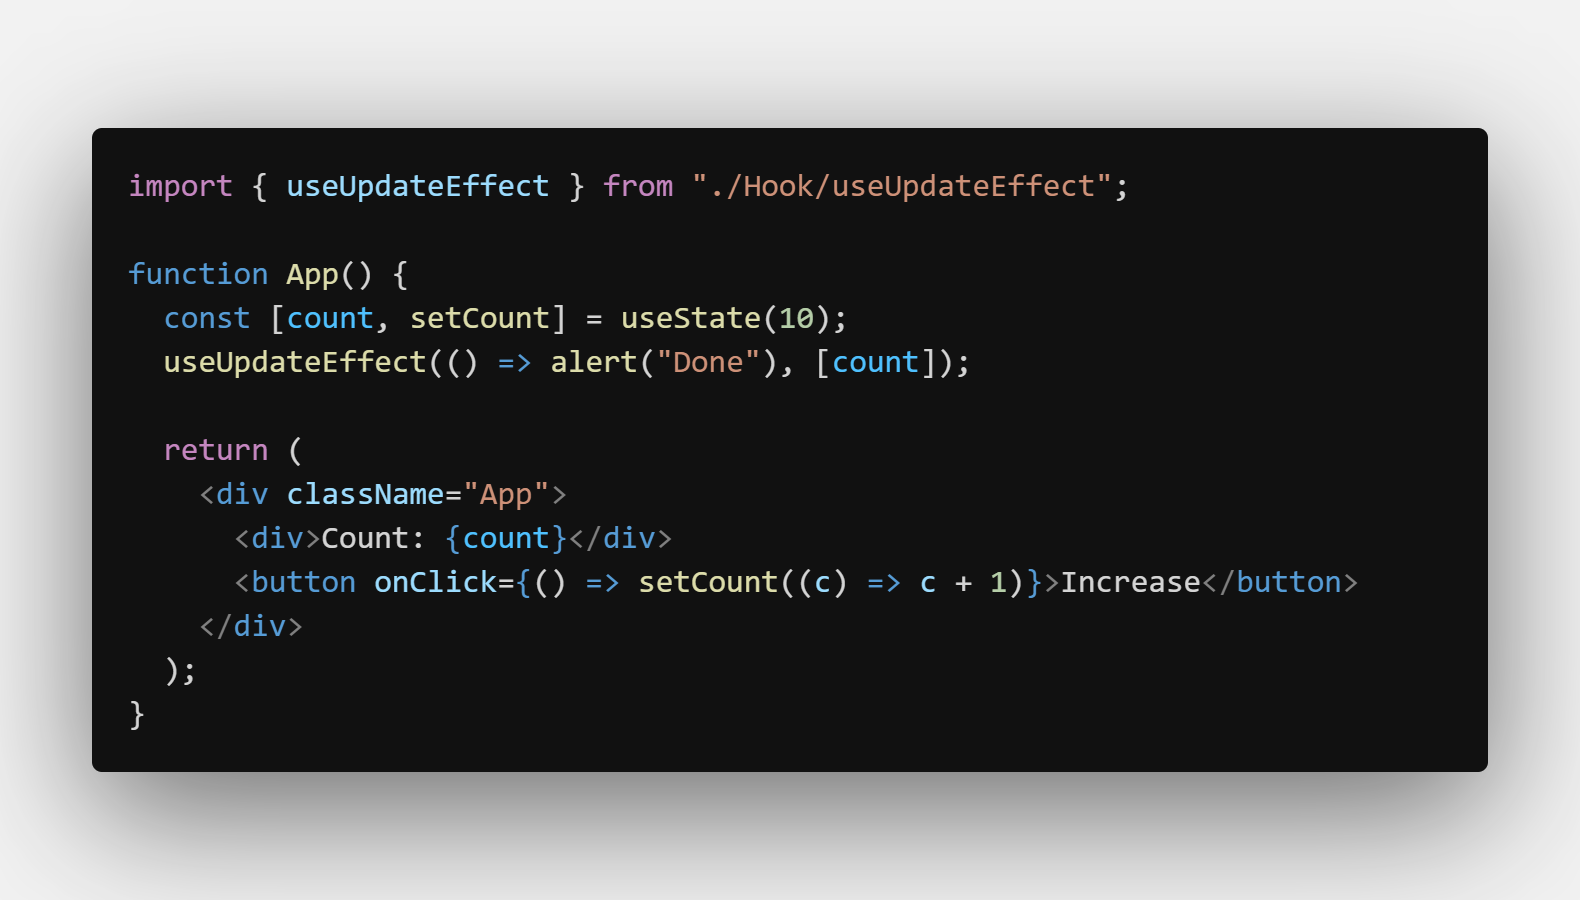 import { useUpdateEffect } from "./Hook/useUpdateEffect";

function App() {
  const [count, setCount] = useState(10);
  useUpdateEffect(() => alert("Done"), [count]);

  return (
    <div className="App">
      <div>Count: {count}</div>
      <button onClick={() => setCount((c) => c + 1)}>Increase</button>
    </div>
  );
}